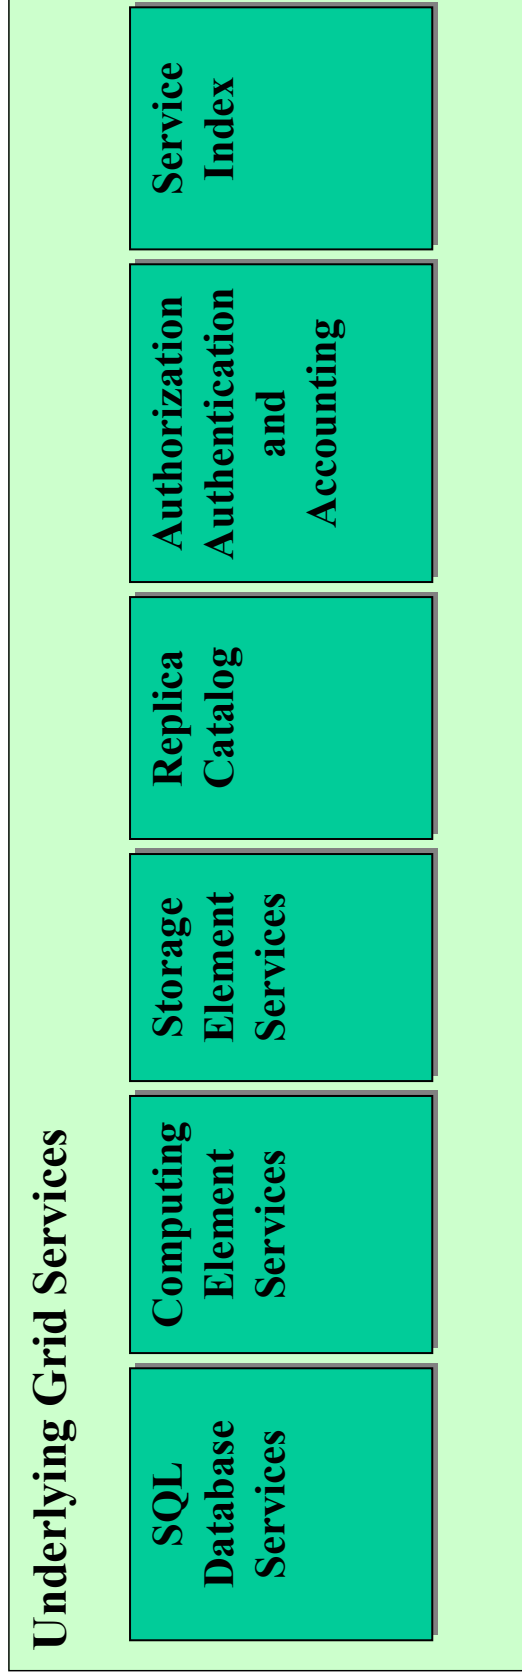 Underlying Grid Services
SQL
Database
Services
Computing
Element
Services
Storage
Element
Services
Replica
Catalog
Authorization
Authentication
and
Accounting
Service
Index